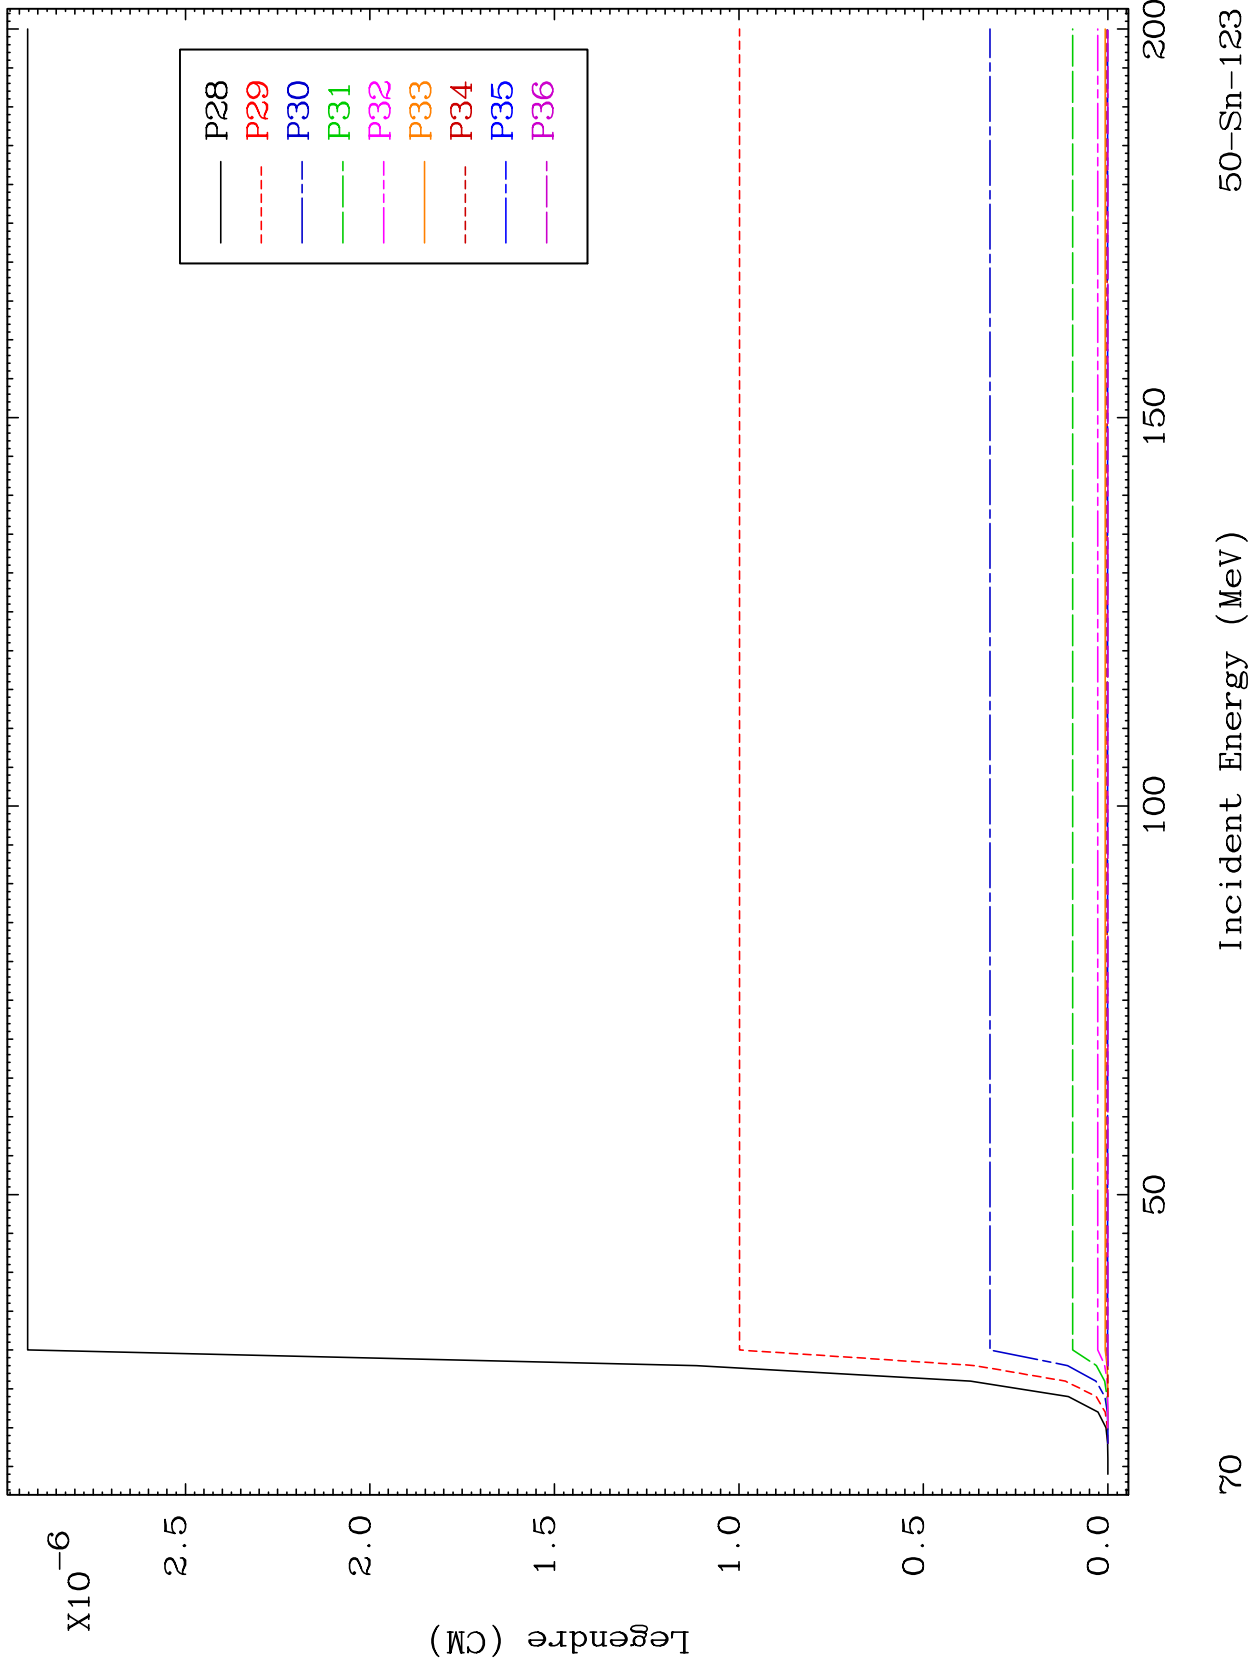 X10-6
2.5
2.0
1.5
1.0
0.5
0.0
Legendre (CM)
P28
P29
P30
P31
P32
P33
P34
P35
P36
50
100
150
200
70
Incident Energy (MeV)
50-Sn-123